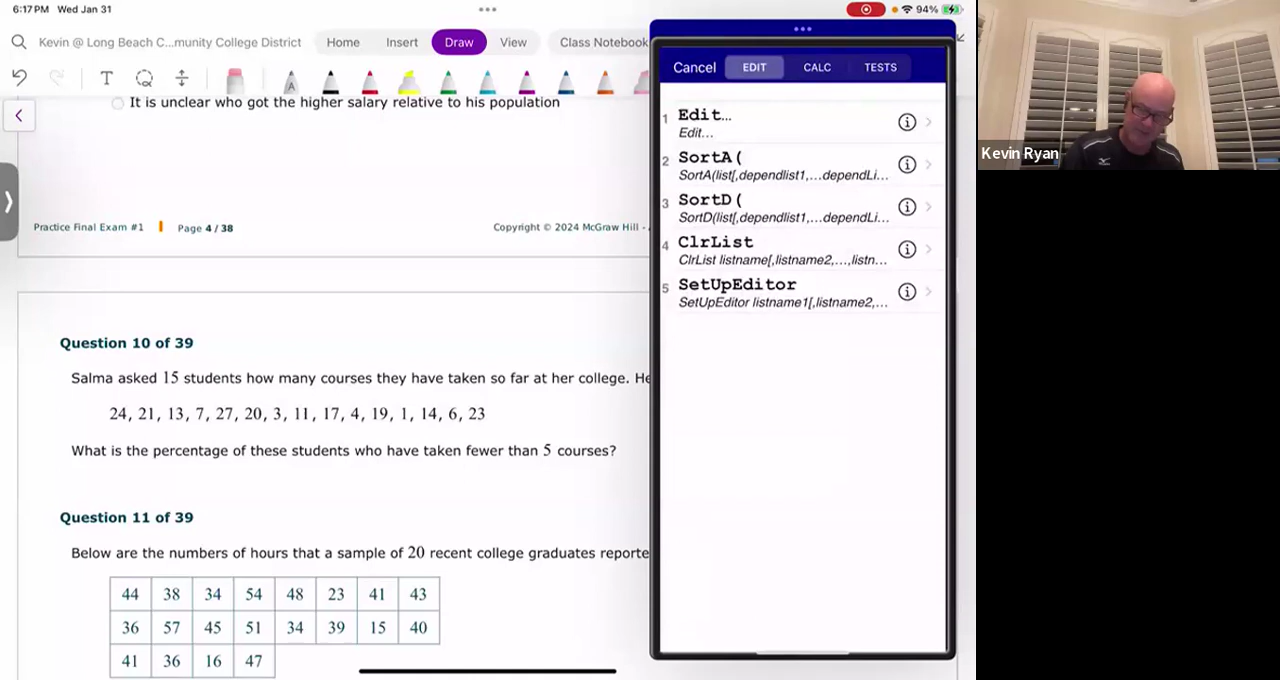 6:17 PM Wed Jan 31
94%
Kevin @ Long Beach C...munity College District
Home Insert Draw View Class Notebook
T A
It is unclear who got the higher salary relative to his population
Practice Final Exam #1 Page 4 / 38 Copyright © 2024 McGraw Hill -
Question 10 of 39
Salma asked 15 students how many courses they have taken so far at her college. He
24, 21, 13, 7, 27, 20, 3, 11, 17, 4, 19, 1, 14, 6, 23
What is the percentage of these students who have taken fewer than 5 courses?
Question 11 of 39
Below are the numbers of hours that a sample of 20 recent college graduates reporte
44 38 34 54 48 23 41 43
36 57 45 51 34 39 15 40
41 36 16 47
Cancel EDIT CALC TESTS
1 Edit...
Edit...
2 SortA(
SortA(list[,dependlist1,...dependLi...
3 SortD(
SortD(list[,dependlist1,...dependLi...
4 ClrList
ClrList listname[,listname2,...,listn...
5 SetUpEditor
SetUpEditor listname1[,listname2,...
Kevin Ryan